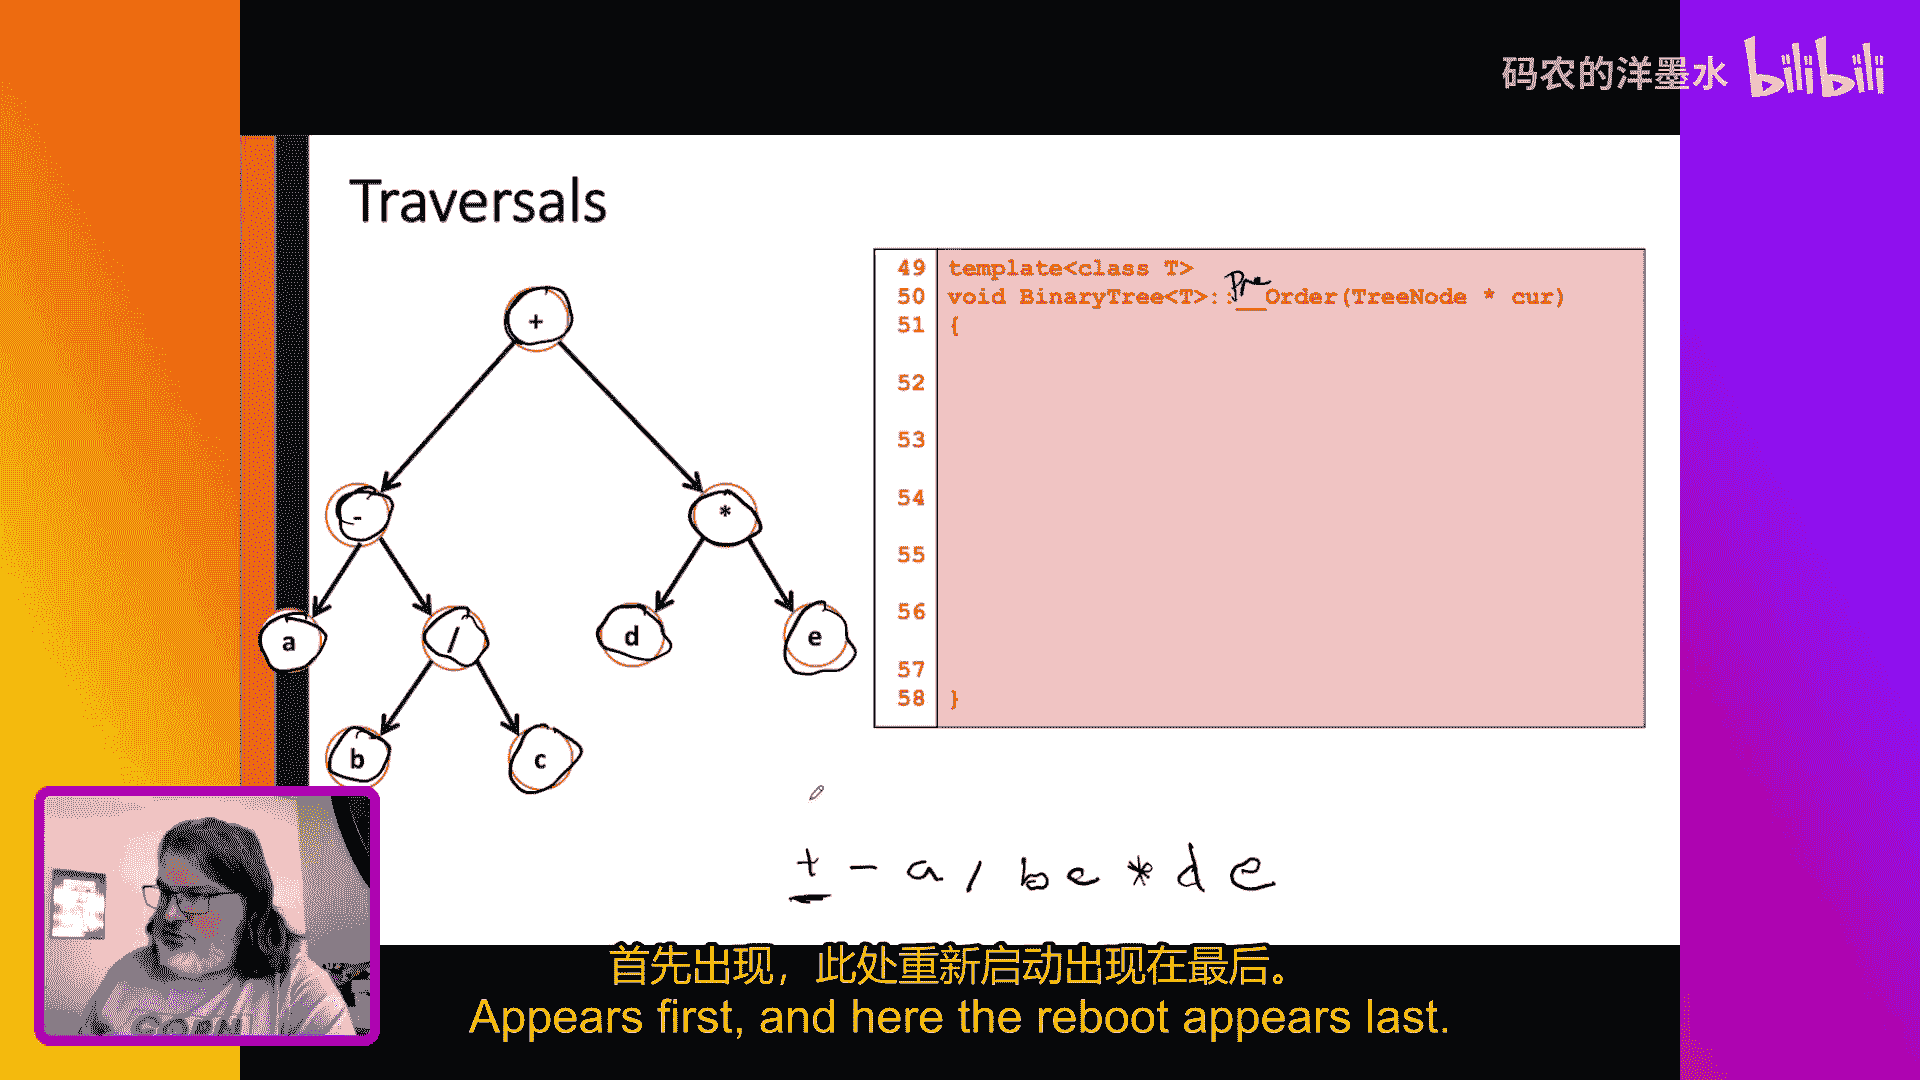 码农的洋墨水 bilibili
Traversals
+
-
*
a
/
d
e
b
c
49 template<class T>
50 void BinaryTree<T>::PreOrder(TreeNode * cur)
51 {
52
53
54
55
56
57
58 }
+ - a / b c * d e
首先出现，此处重新启动出现在最后。
Appears first, and here the reboot appears last.